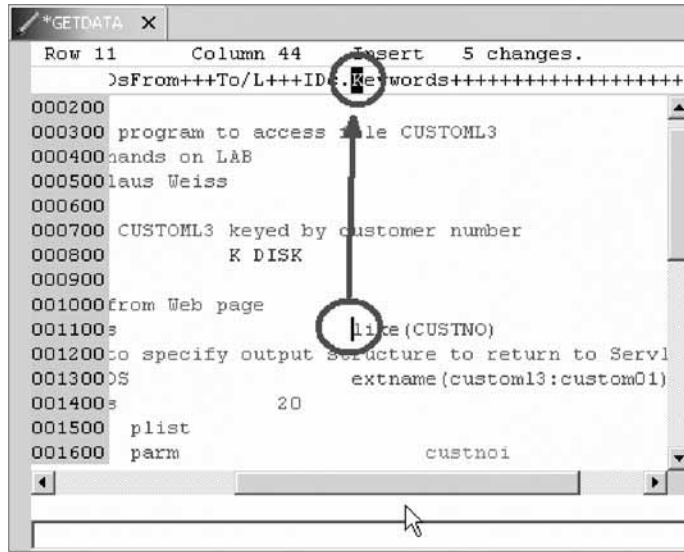 *GETDATA X
Row 11 Column 44 Insert 5 changes.
DsFrom+++To/L+++IDc.Keywords+++++++++++++++++++
000200
000300 program to access file CUSTOML3
000400 hands on LAB
000500 laus Weiss
000600
000700 CUSTOML3 keyed by customer number
000800 K DISK
000900
001000 from Web page
001100 s like(CUSTNO)
001200 to specify output structure to return to Servl
001300 DS extname(custom13:custom01)
001400 s 20
001500 plist
001600 parm custnoi